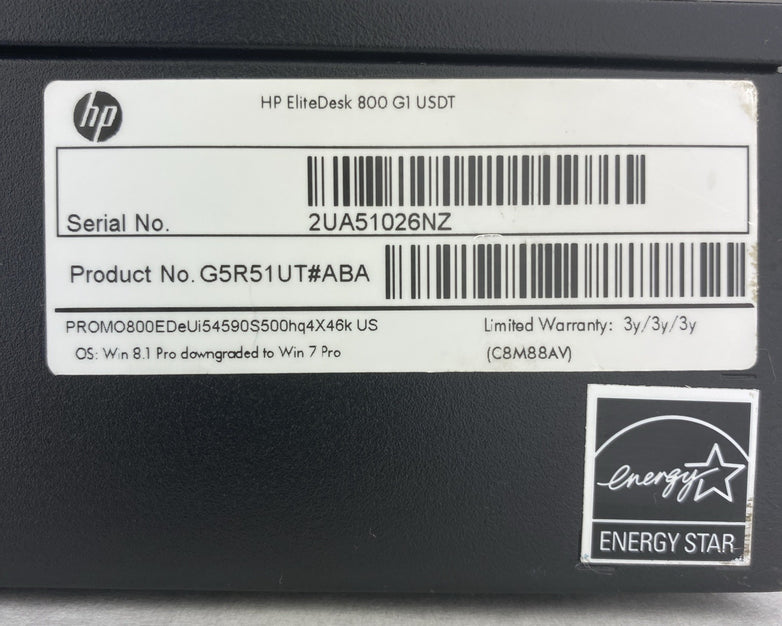 hp
HP EliteDesk 800 G1 USDT
Serial No. 2UA51026NZ
Product No. G5R51UT#ABA
PROMO800EDeUi54590S500hq4X46k US
Limited Warranty: 3y/3y/3y
OS: Win 8.1 Pro downgraded to Win 7 Pro
(C8M88AV)
energy
ENERGY STAR